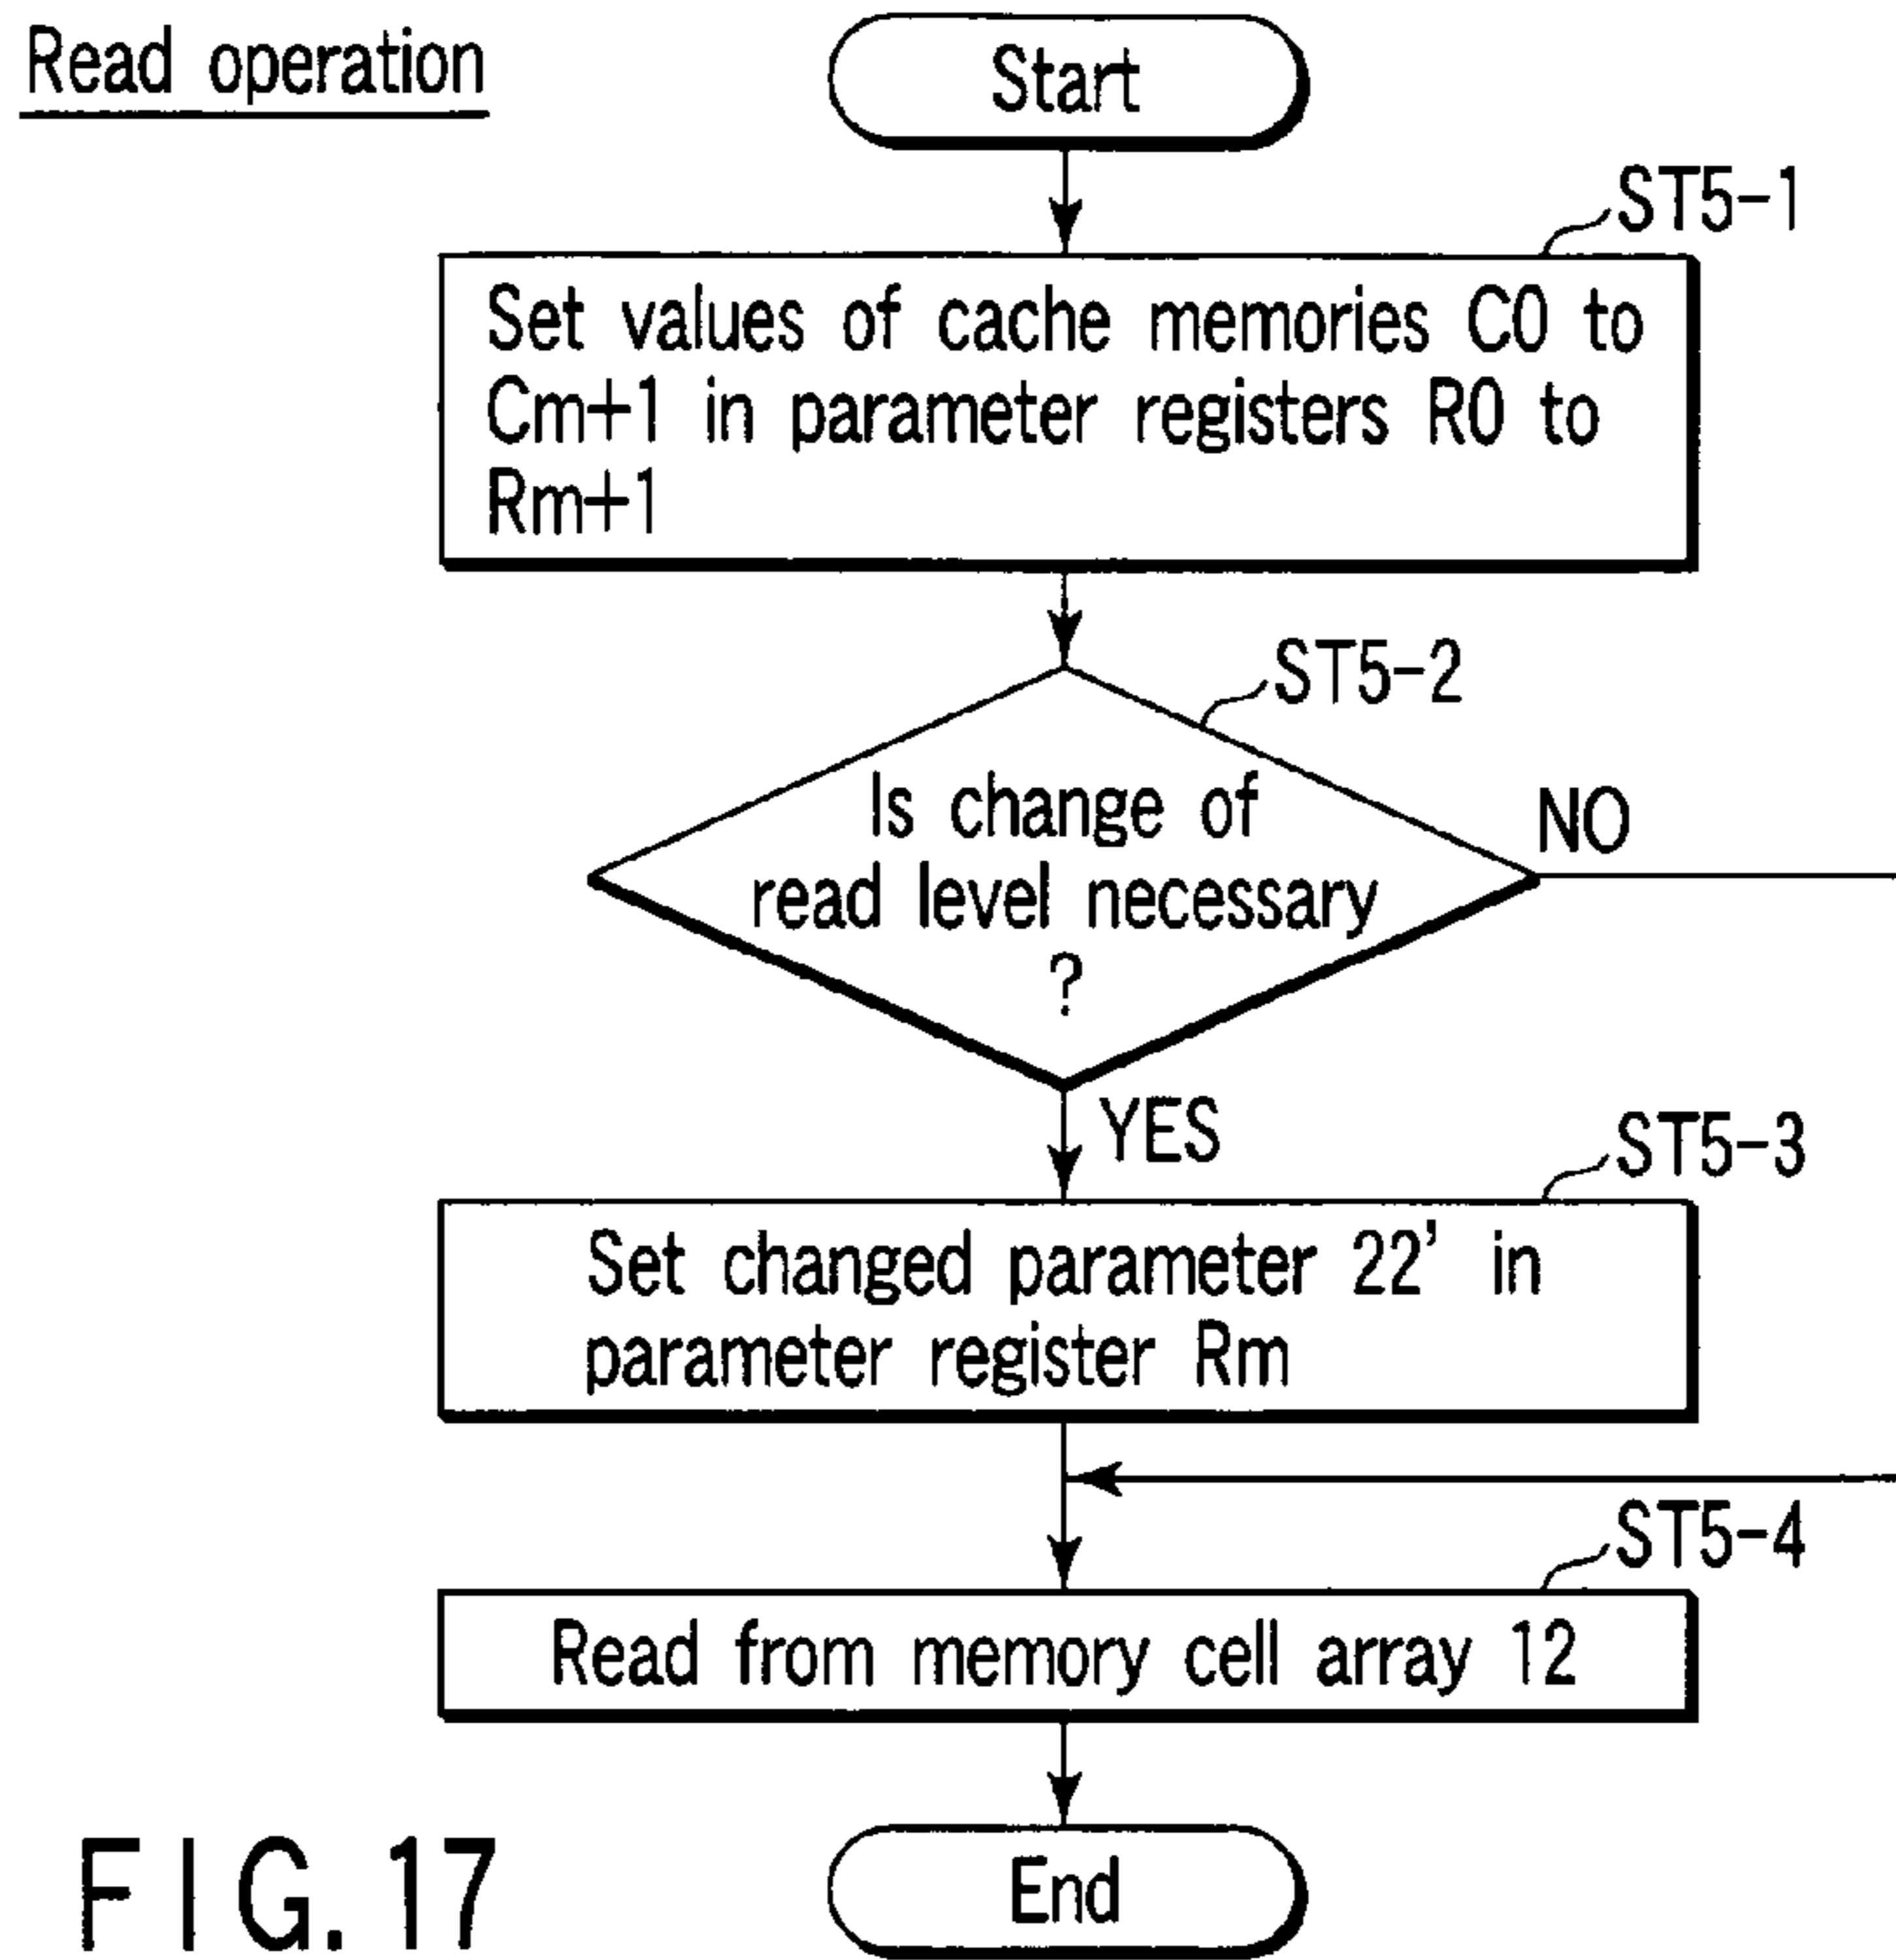 Read operation
Start
ST5-1
Set values of cache memories C0 to
Cm+1 in parameter registers R0 to
Rm+1
ST5-2
Is change of
read level necessary
?
NO
YES
ST5-3
Set changed parameter 22' in
parameter register Rm
ST5-4
Read from memory cell array 12
End
FIG.17